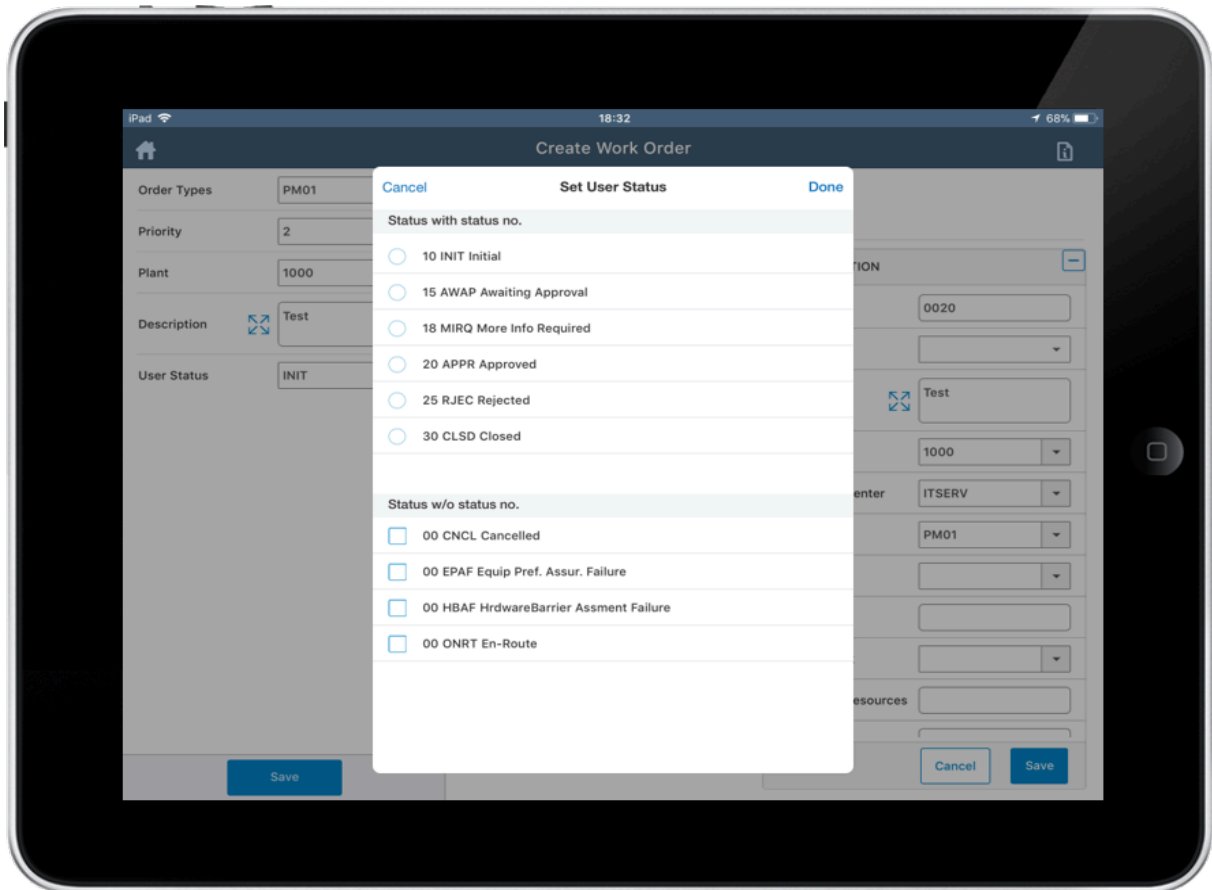 iPad 18:32 68%
Create Work Order
Order Types PM01
Priority 2
Plant 1000
Description Test
User Status INIT
Save
Cancel Set User Status Done
Status with status no.
10 INIT Initial
15 AWAP Awaiting Approval
18 MIRQ More Info Required
20 APPR Approved
25 RJEC Rejected
30 CLSD Closed
Status w/o status no.
00 CNCL Cancelled
00 EPAF Equip Pref. Assur. Failure
00 HBAF HrdwareBarrier Assment Failure
00 ONRT En-Route
0020
Test
1000
enter ITSERV
PM01
esources
Cancel Save